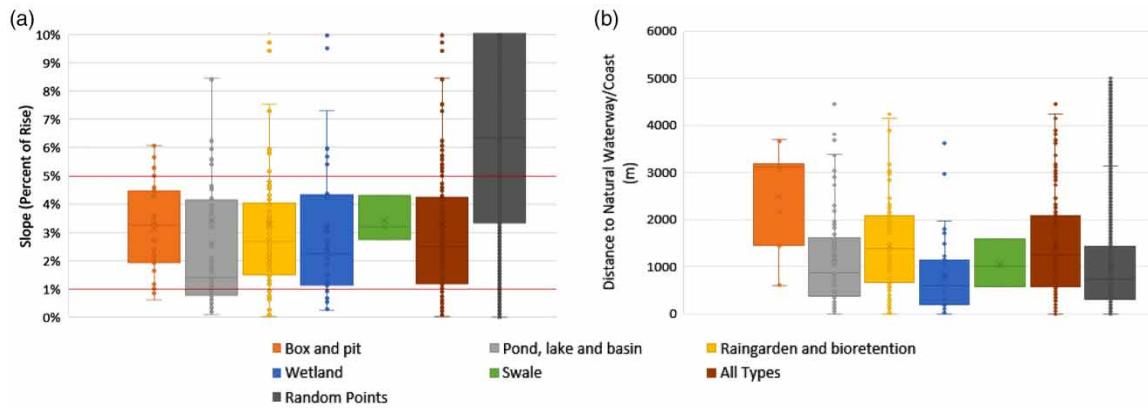 (a)
Slope (Percent of Rise)
10%
9%
8%
7%
6%
5%
4%
3%
2%
1%
0%
(b)
Distance to Natural Waterway/Coast
(m)
6000
5000
4000
3000
2000
1000
0
Box and pit
Pond, lake and basin
Raingarden and bioretention
Wetland
Swale
All Types
Random Points